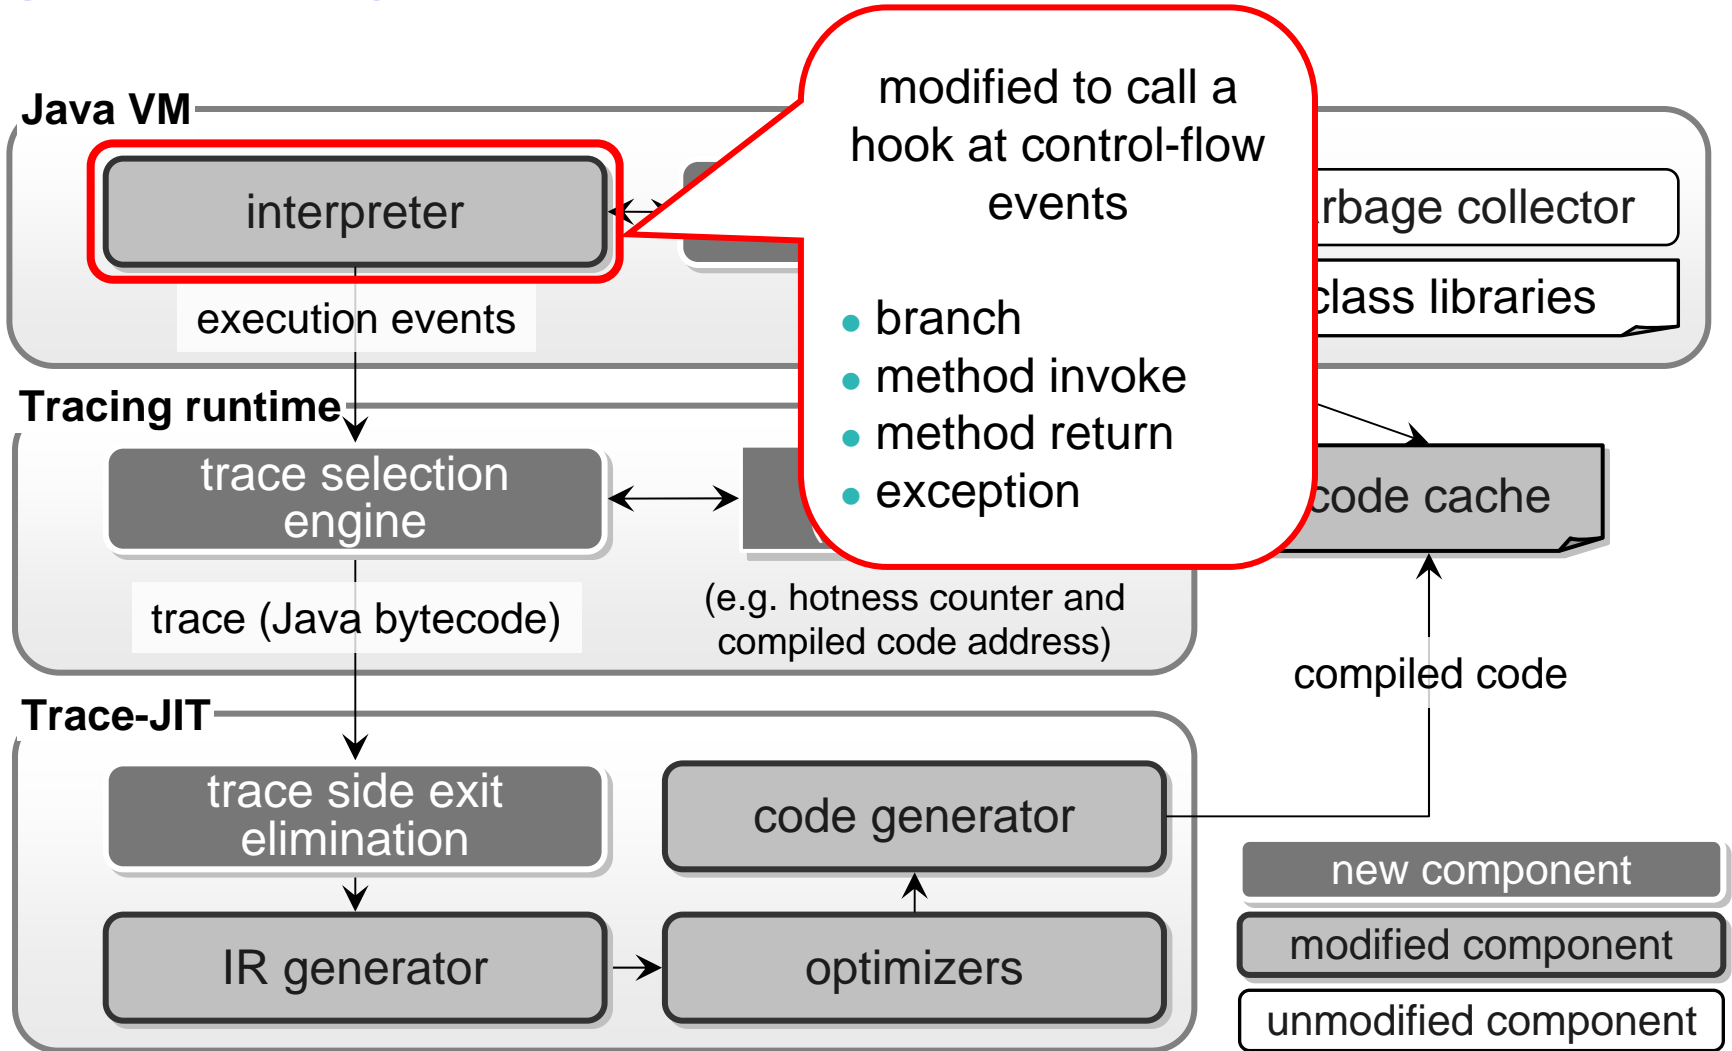 Java VM
interpreter
modified to call a
hook at control-flow
events
branch
method invoke
method return
exception
rbage collector
class libraries
execution events
Tracing runtime
trace selection
engine
code cache
(e.g. hotness counter and
compiled code address)
trace (Java bytecode)
compiled code
Trace-JIT
trace side exit
elimination
code generator
IR generator
optimizers
new component
modified component
unmodified component